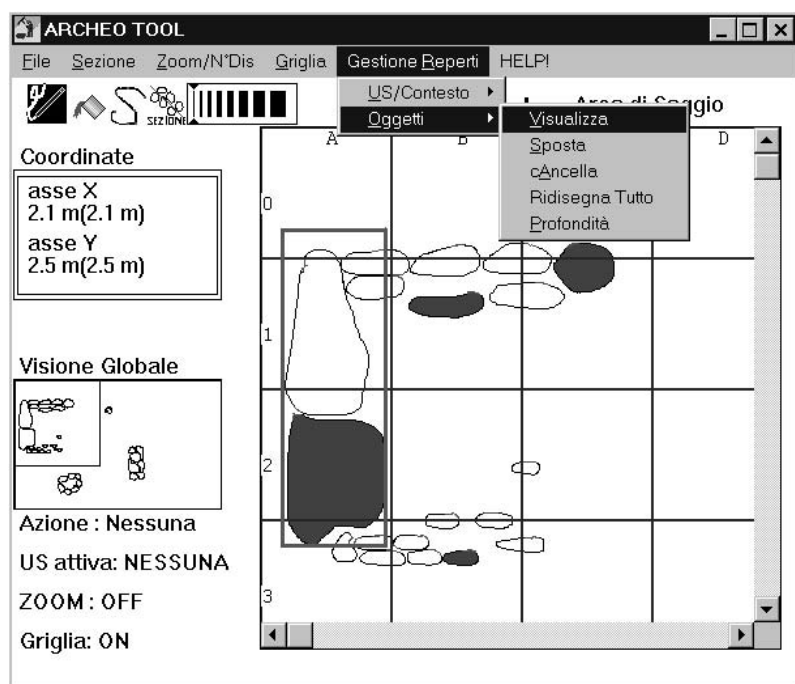 ARCHEO TOOL
File Sezione Zoom/N°Dis Griglia Gestione Reperti HELP!
US/Contesto
Oggetti
SEZIONE
Area di Saggio
Visualizza
Sposta
cAncella
Ridisegna Tutto
Profondità
Coordinate
asse X
2.1 m(2.1 m)
asse Y
2.5 m(2.5 m)
A B D
0
1
2
3
Visione Globale
Azione : Nessuna
US attiva: NESSUNA
ZOOM : OFF
Griglia: ON